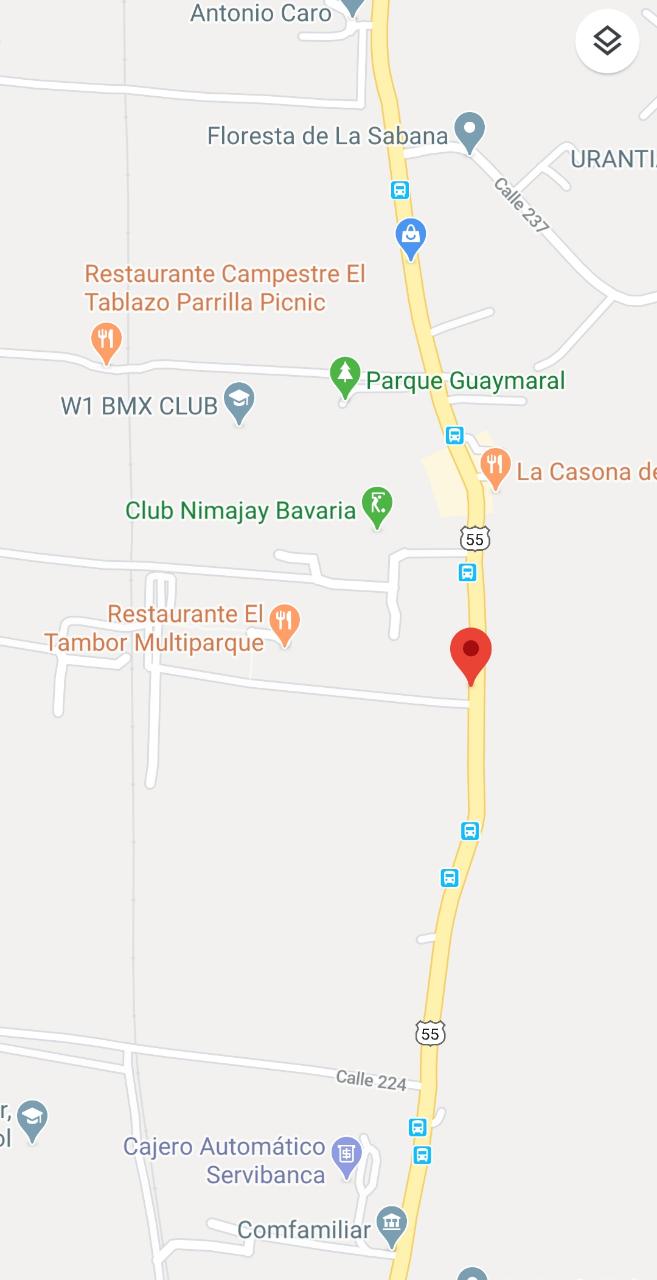 Antonio Caro
Floresta de La Sabana
URANTI
Calle 237
Restaurante Campestre El
Tablazo Parrilla Picnic
Parque Guaymaral
W1 BMX CLUB
La Casona de
Club Nimajay Bavaria
55
Restaurante El
Tambor Multiparque
55
Calle 224
r,
ol
Cajero Automático
Servibanca
Comfamiliar